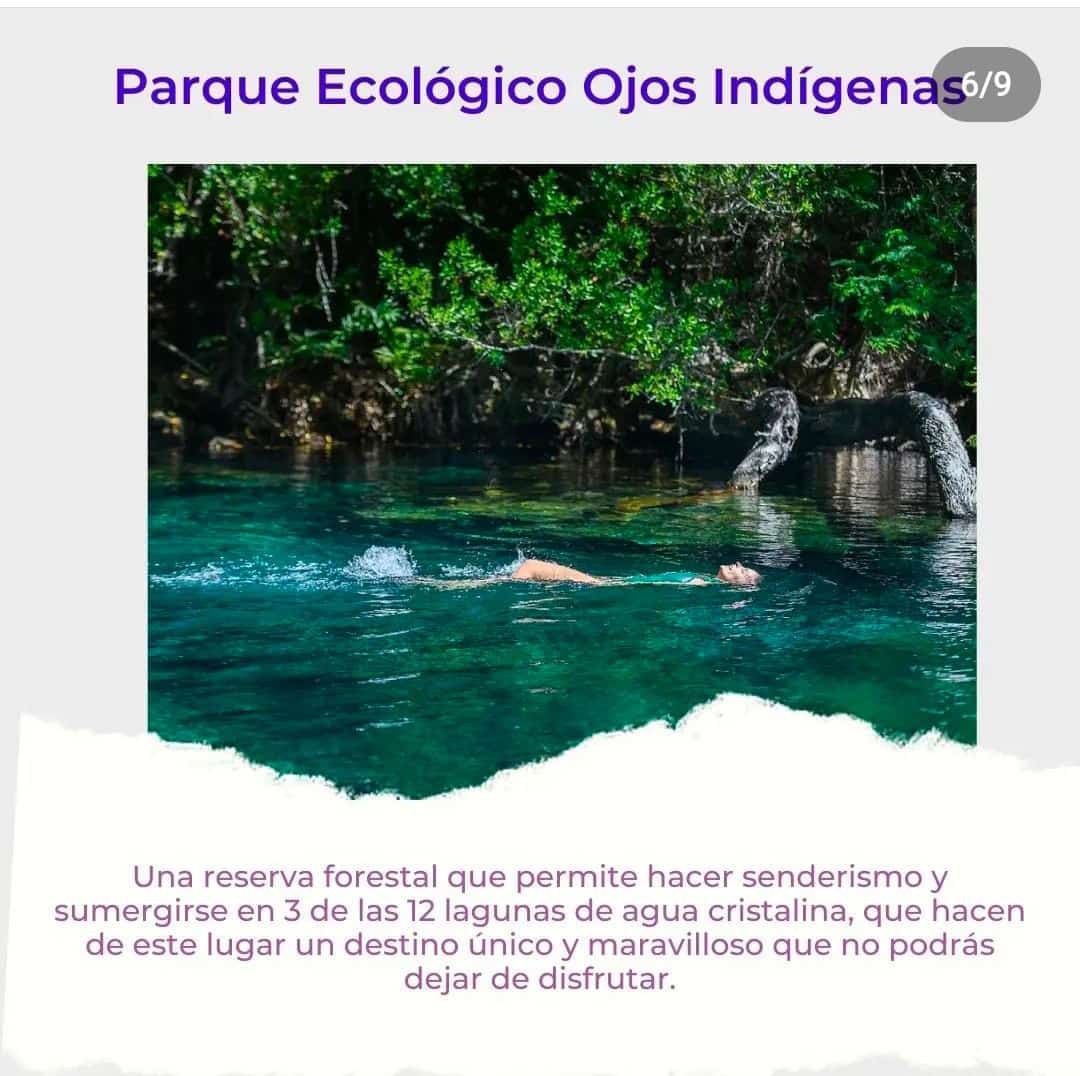 Parque Ecológico Ojos Indígenas
6/9
Una reserva forestal que permite hacer senderismo y
sumergirse en 3 de las 12 lagunas de agua cristalina, que hacen
de este lugar un destino único y maravilloso que no podrás
dejar de disfrutar.